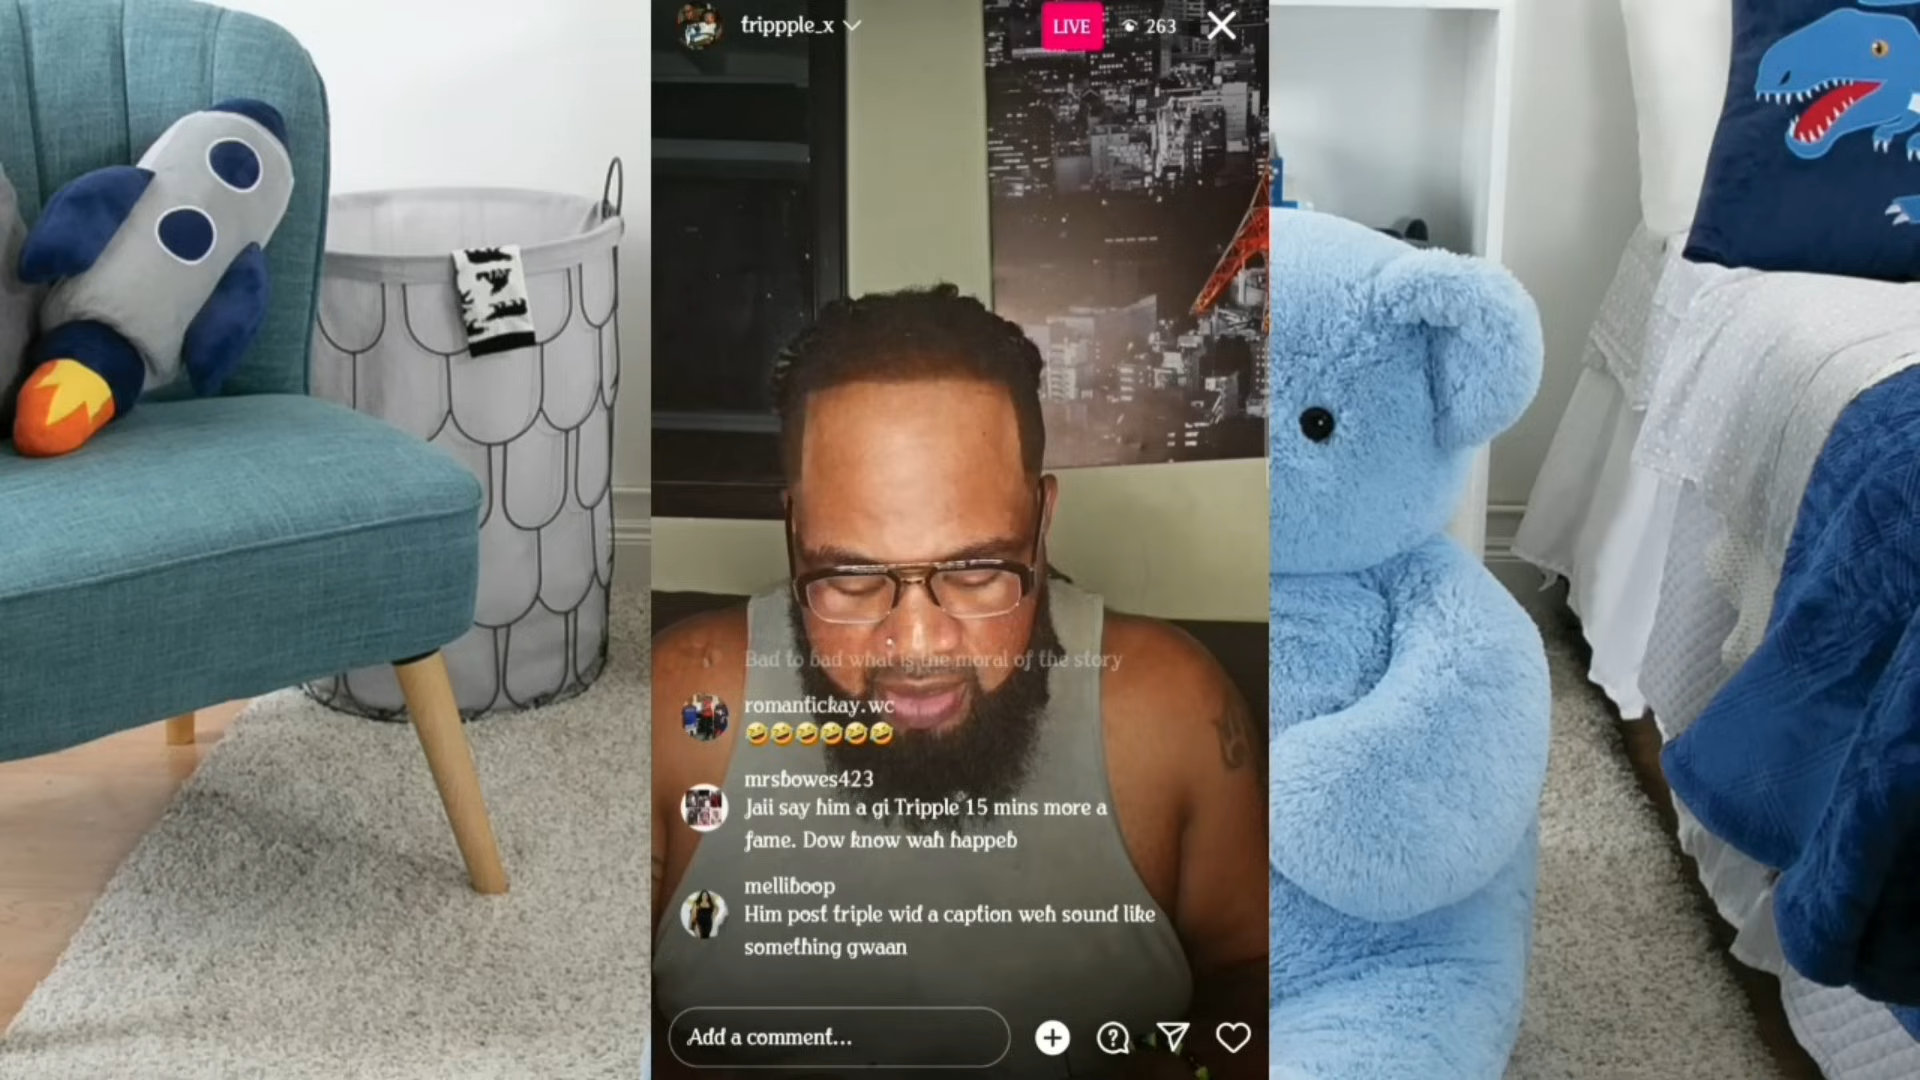 trippple_x
LIVE
263
Bad to bad what is the moral of the story
romantickay.wc
🤣🤣🤣🤣🤣🤣
mrsbowes423
Jaii say him a gi Tripple 15 mins more a
fame. Dow know wah happeb
melliboop
Him post triple wid a caption weh sound like
something gwaan
Add a comment...